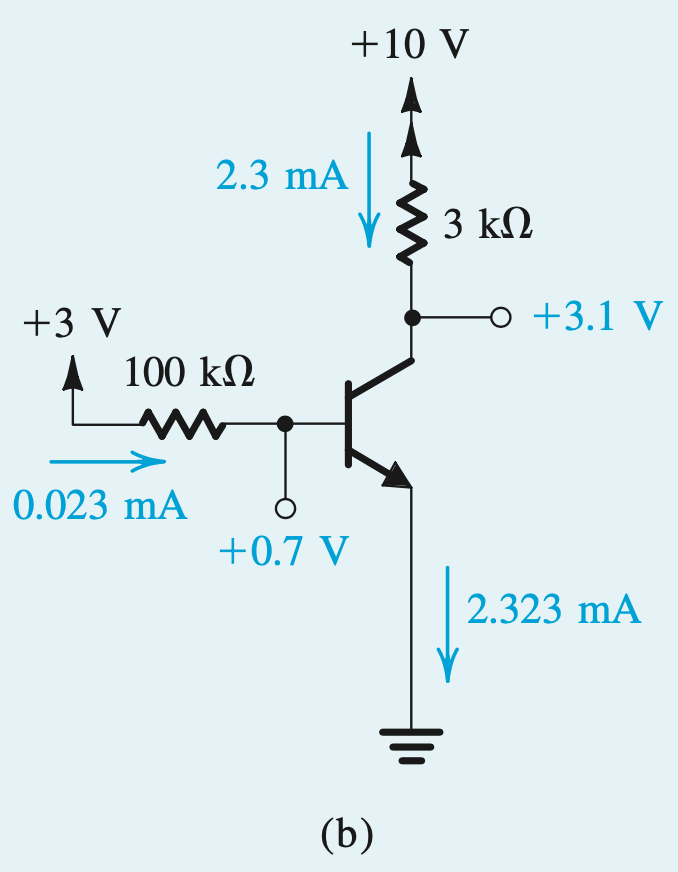 +10 V
2.3 mA
3 kΩ
+3 V
+3.1 V
100 kΩ
0.023 mA
+0.7 V
2.323 mA
(b)